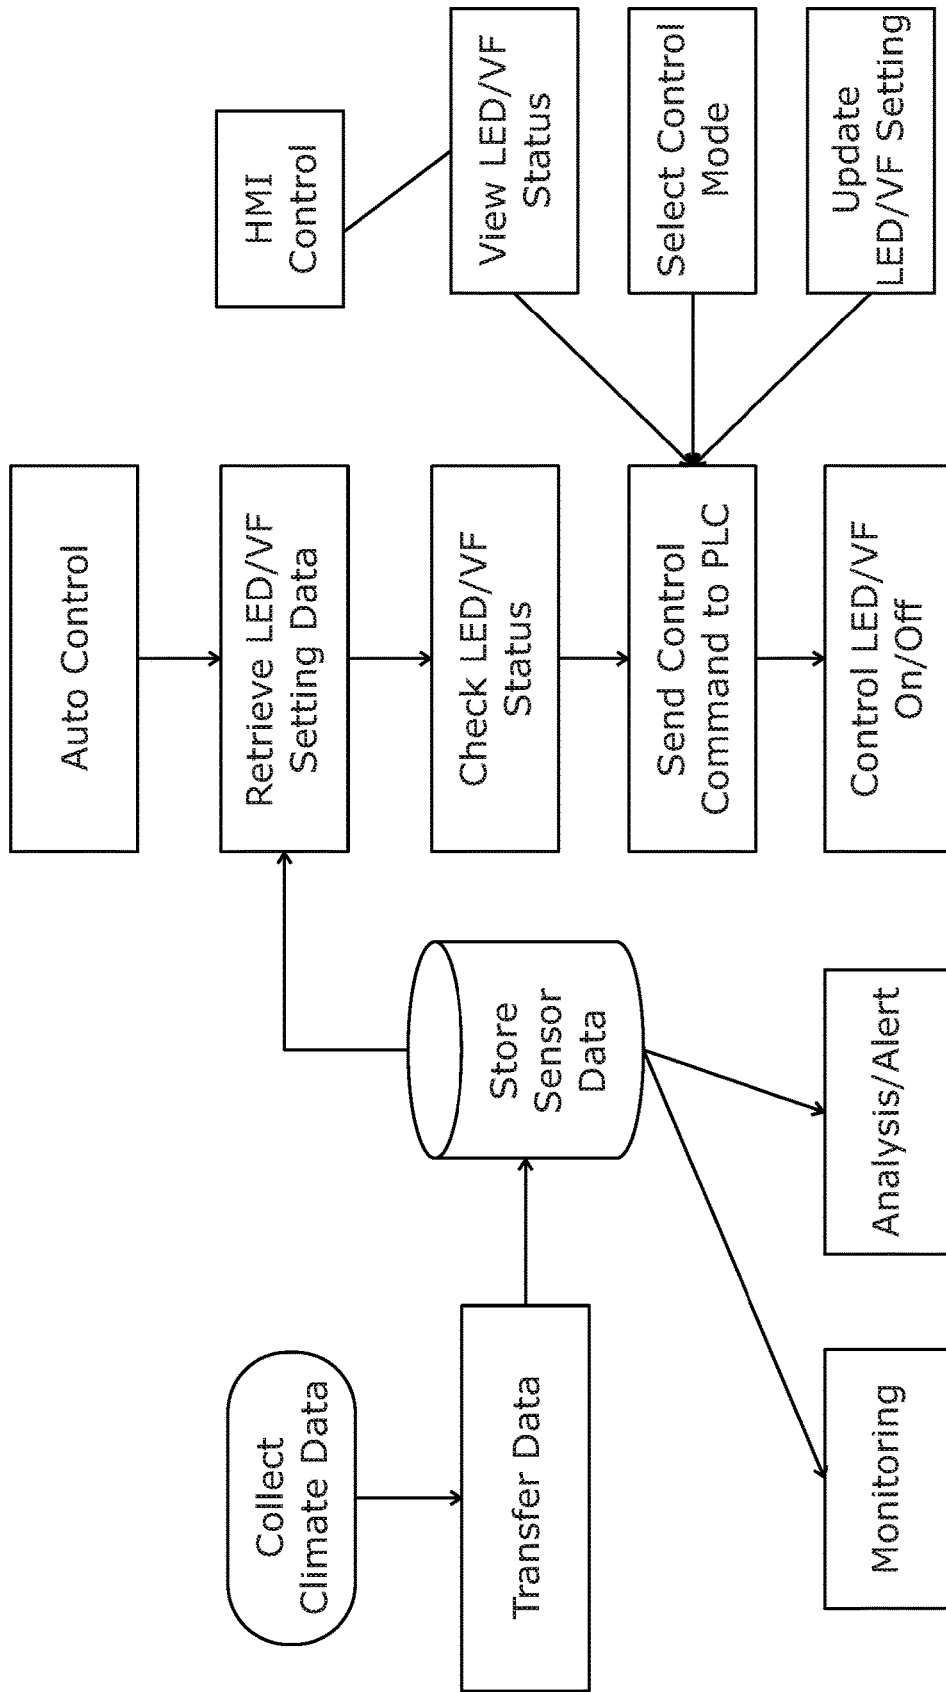 Collect
Climate Data
Transfer Data
Store
Sensor
Data
Monitoring
Analysis/Alert
Auto Control
Retrieve LED/VF
Setting Data
Check LED/VF
Status
Send Control
Command to PLC
Control LED/VF
On/Off
HMI
Control
View LED/VF
Status
Select Control
Mode
Update
LED/VF Setting